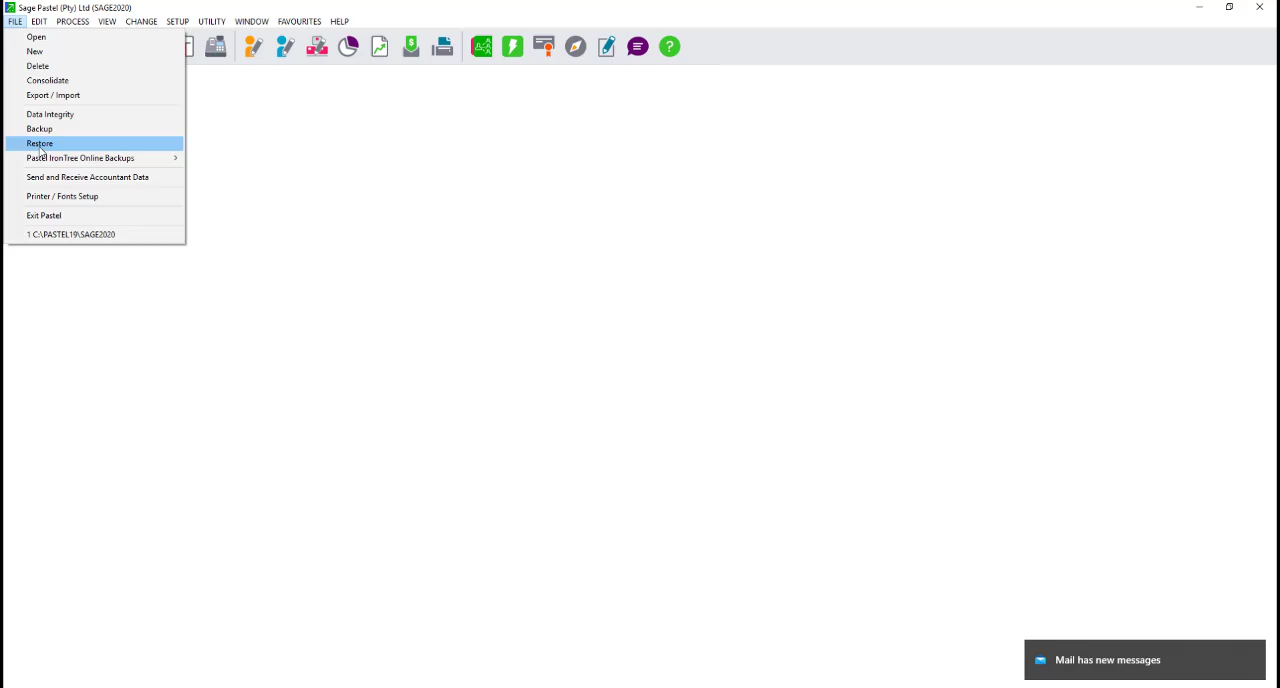 Sage Pastel (Pty) Ltd (SAGE2020)
FILE EDIT PROCESS VIEW CHANGE SETUP UTILITY WINDOW FAVOURITES HELP
Open
New
Delete
Consolidate
Export / Import
Data Integrity
Backup
Restore
Pastel IronTree Online Backups
Send and Receive Accountant Data
Printer / Fonts Setup
Exit Pastel
1 C:\PASTEL19\SAGE2020
Mail has new messages